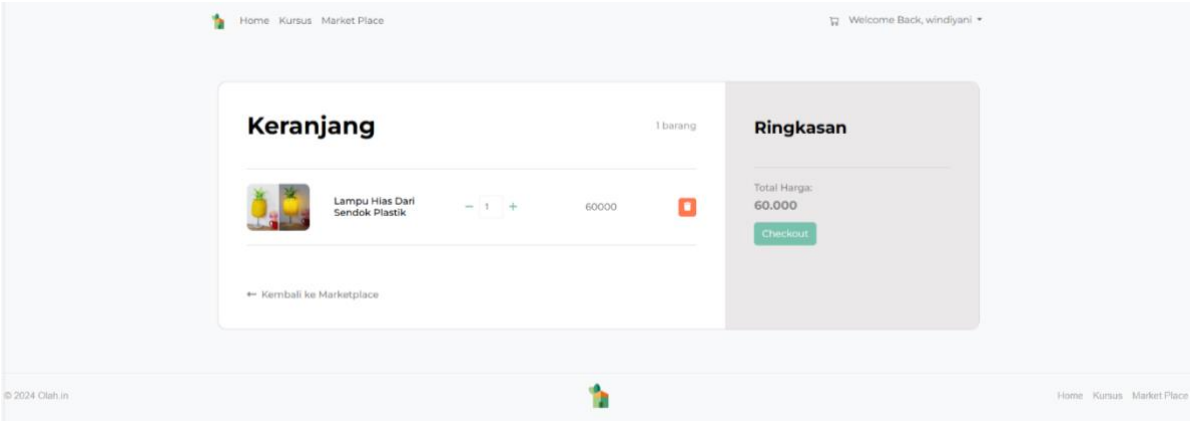 Home Kursus Market Place
Welcome Back, windiyani
Keranjang
1 barang
Lampu Hias Dari
Sendok Plastik
− 1 +
60000
← Kembali ke Marketplace
Ringkasan
Total Harga:
60.000
Checkout
© 2024 Olah.in
Home Kursus Market Place